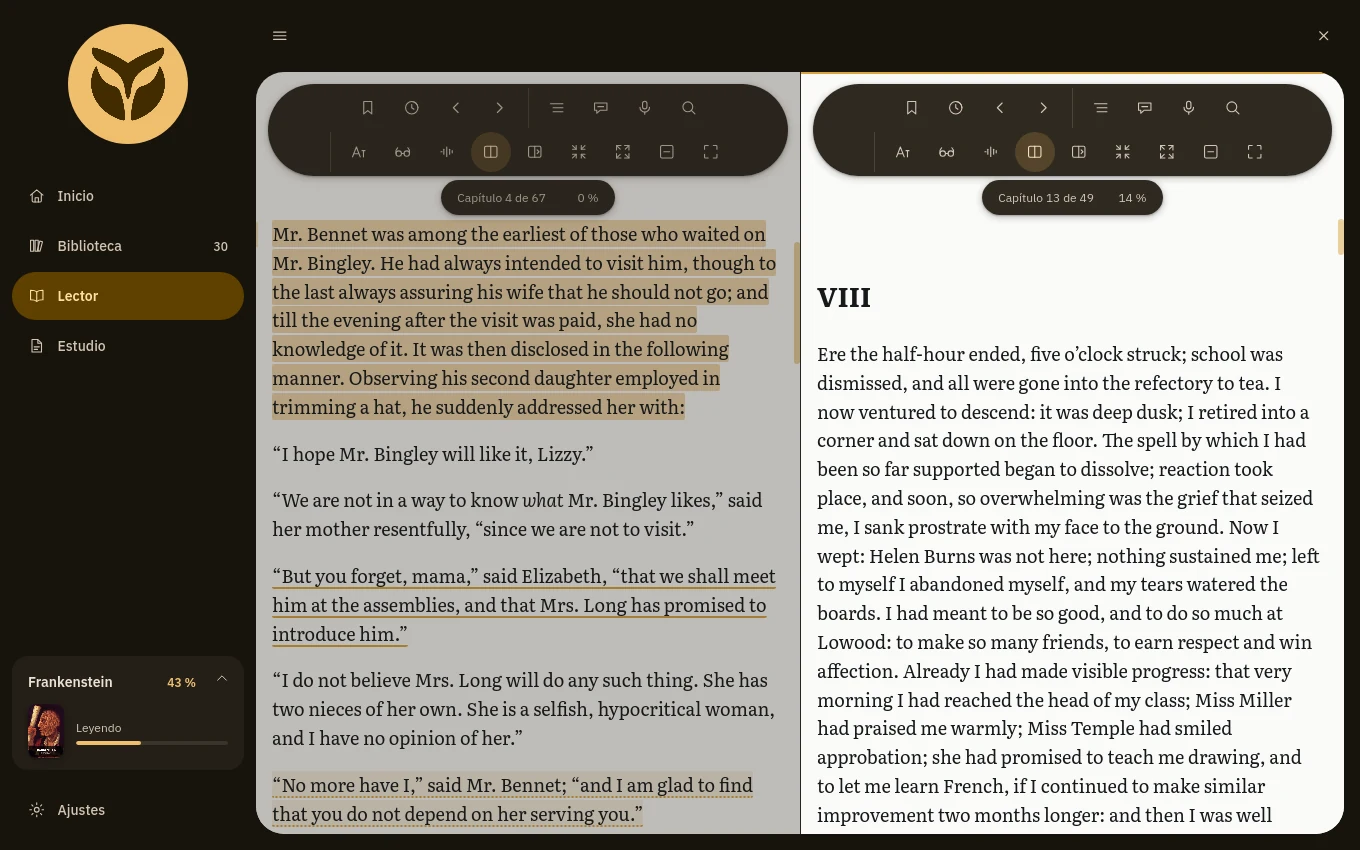 Inicio
Biblioteca 30
Lector
Estudio
Frankenstein 43 %
Leyendo
Ajustes
Capítulo 4 de 67 0 %
Mr. Bennet was among the earliest of those who waited on
Mr. Bingley. He had always intended to visit him, though to
the last always assuring his wife that he should not go; and
till the evening after the visit was paid, she had no
knowledge of it. It was then disclosed in the following
manner. Observing his second daughter employed in
trimming a hat, he suddenly addressed her with:
“I hope Mr. Bingley will like it, Lizzy.”
“We are not in a way to know what Mr. Bingley likes,” said
her mother resentfully, “since we are not to visit.”
“But you forget, mama,” said Elizabeth, “that we shall meet
him at the assemblies, and that Mrs. Long has promised to
introduce him.”
“I do not believe Mrs. Long will do any such thing. She has
two nieces of her own. She is a selfish, hypocritical woman,
and I have no opinion of her.”
“No more have I,” said Mr. Bennet; “and I am glad to find
that you do not depend on her serving you.”
Capítulo 13 de 49 14 %
VIII
Ere the half-hour ended, five o’clock struck; school was
dismissed, and all were gone into the refectory to tea. I
now ventured to descend: it was deep dusk; I retired into a
corner and sat down on the floor. The spell by which I had
been so far supported began to dissolve; reaction took
place, and soon, so overwhelming was the grief that seized
me, I sank prostrate with my face to the ground. Now I
wept: Helen Burns was not here; nothing sustained me; left
to myself I abandoned myself, and my tears watered the
boards. I had meant to be so good, and to do so much at
Lowood: to make so many friends, to earn respect and win
affection. Already I had made visible progress: that very
morning I had reached the head of my class; Miss Miller
had praised me warmly; Miss Temple had smiled
approbation; she had promised to teach me drawing, and
to let me learn French, if I continued to make similar
improvement two months longer: and then I was well